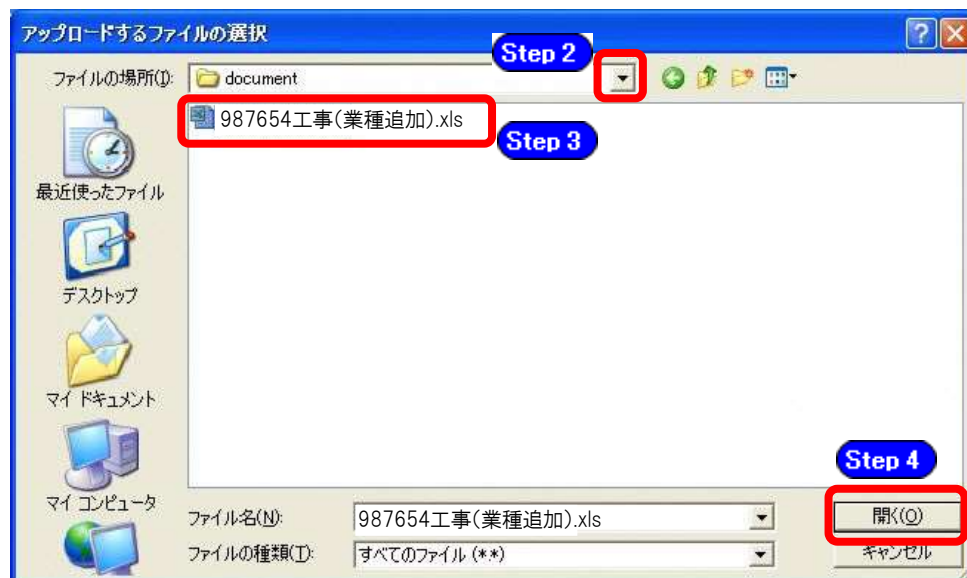 アップロードするファイルの選択
Step 2
ファイルの場所(I):
document
987654工事(業種追加).xls
Step 3
最近使ったファイル
デスクトップ
マイ ドキュメント
マイ コンピュータ
Step 4
ファイル名(N):
987654工事(業種追加).xls
開く(O)
ファイルの種類(T):
すべてのファイル (*.*)
キャンセル